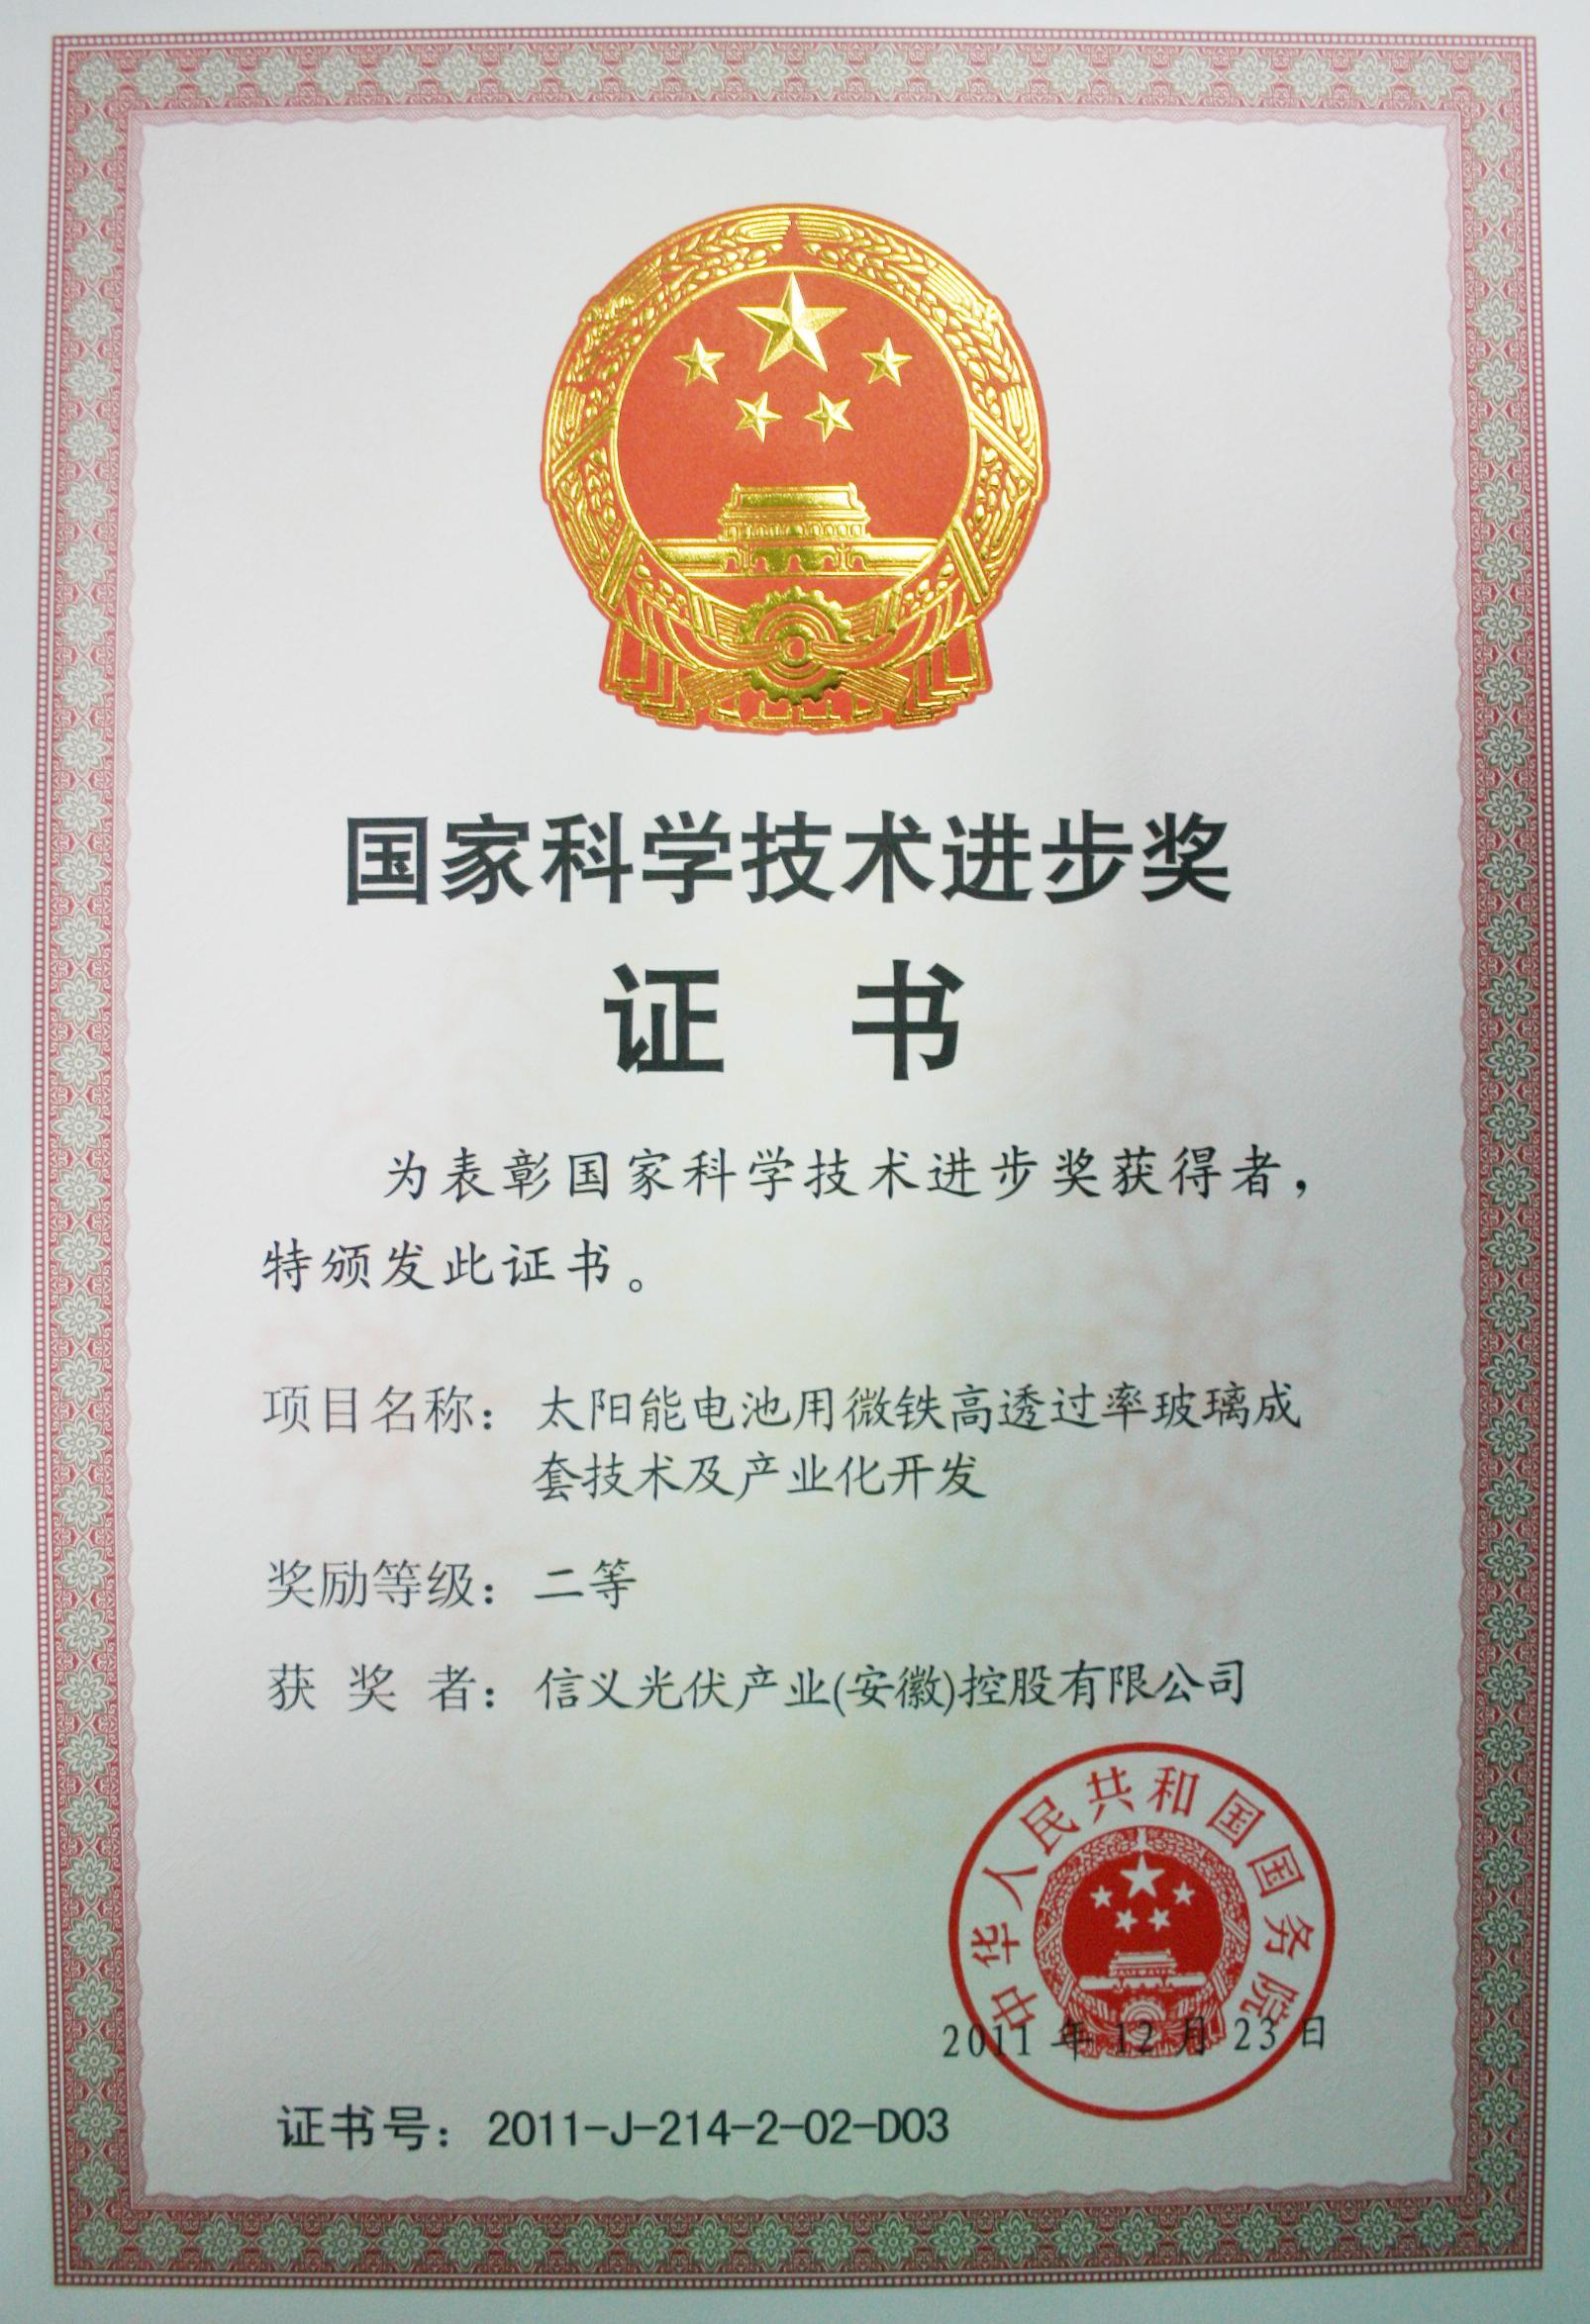 国家科学技术进步奖
证 书
为表彰国家科学技术进步奖获得者，
特颁发此证书。
项目名称：太阳能电池用微铁高透过率玻璃成
套技术及产业化开发
奖励等级：二等
获 奖 者：信义光伏产业(安徽)控股有限公司
中华人民共和国国务院
2011 年 12 月 23 日
证书号：2011-J-214-2-02-D03